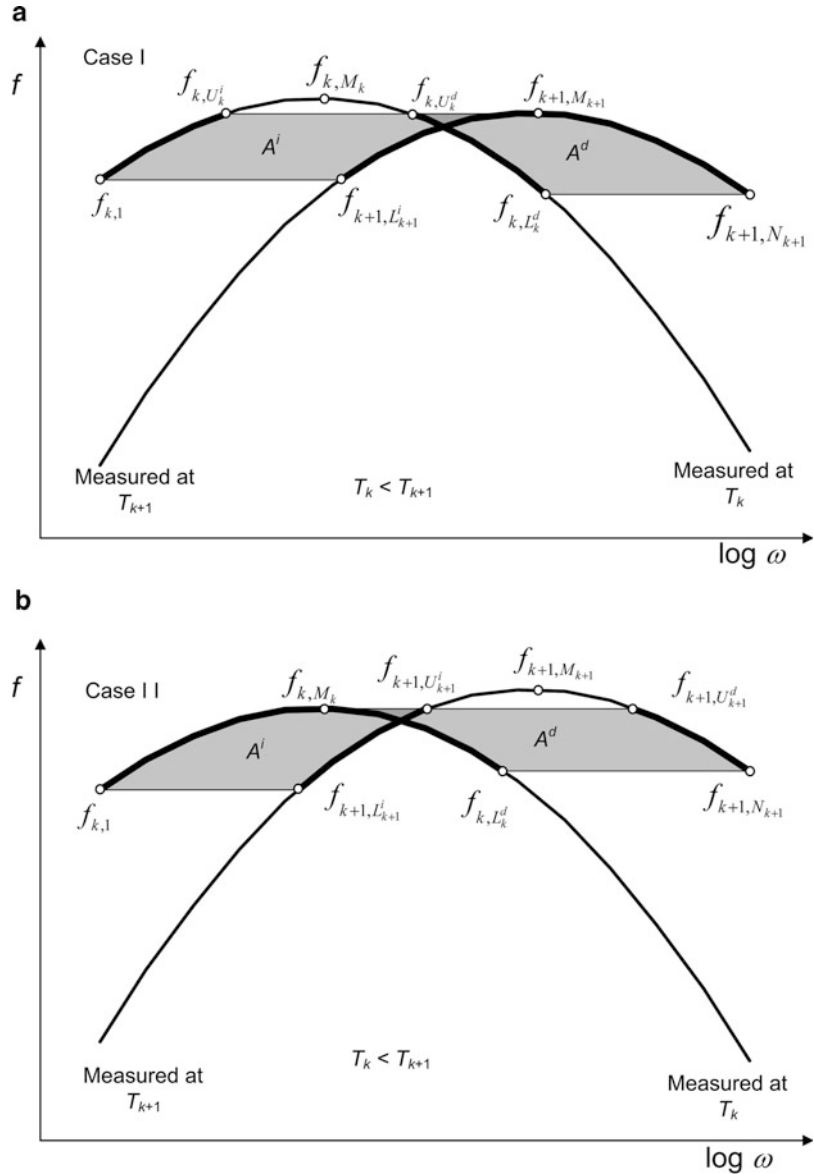 a
Case I
f
f_{k,U_k^i}
f_{k,M_k}
f_{k,U_k^d}
f_{k+1,M_{k+1}}
A^i
A^d
f_{k,1}
f_{k+1,L_{k+1}^i}
f_{k,L_k^d}
f_{k+1,N_{k+1}}
Measured at
T_{k+1}
T_k < T_{k+1}
Measured at
T_k
log ω
b
f
Case I I
f_{k,M_k}
f_{k+1,U_{k+1}^i}
f_{k+1,M_{k+1}}
f_{k+1,U_{k+1}^d}
A^i
A^d
f_{k,1}
f_{k+1,L_{k+1}^i}
f_{k,L_k^d}
f_{k+1,N_{k+1}}
Measured at
T_{k+1}
T_k < T_{k+1}
Measured at
T_k
log ω